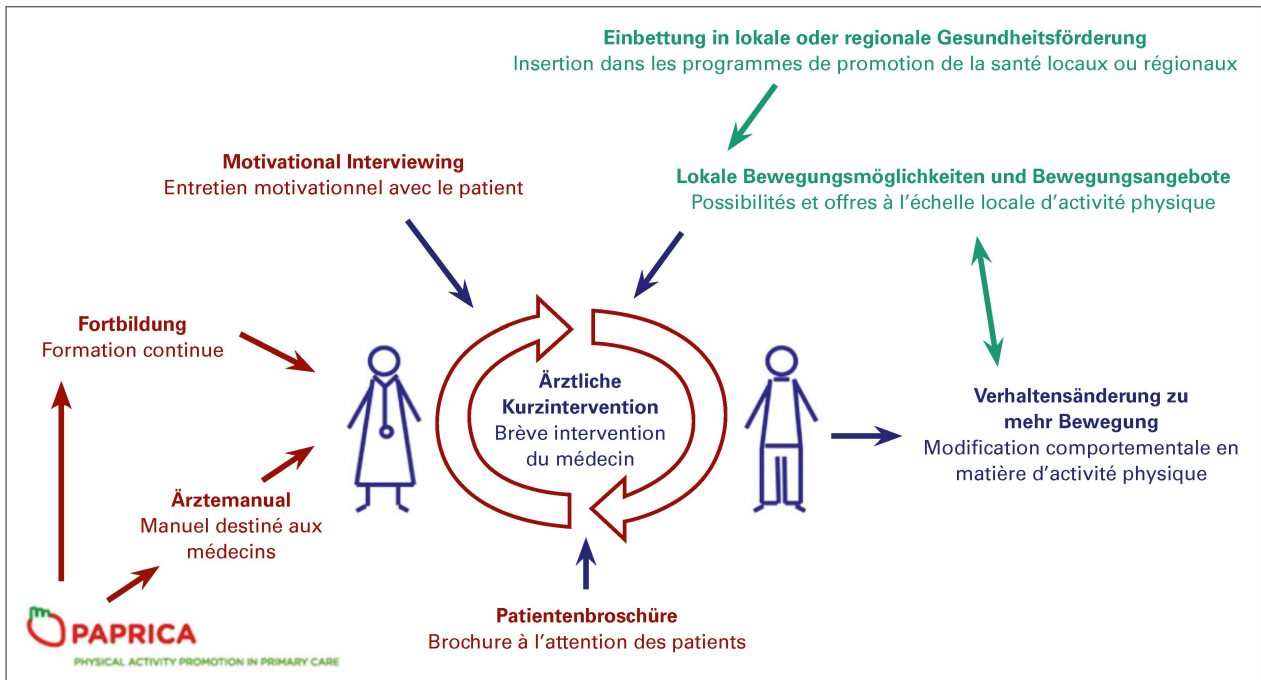 Einbettung in lokale oder regionale Gesundheitsförderung
Insertion dans les programmes de promotion de la santé locaux ou régionaux
Motivational Interviewing
Entretien motivationnel avec le patient
Lokale Bewegungsmöglichkeiten und Bewegungsangebote
Possibilités et offres à l'échelle locale d'activité physique
Fortbildung
Formation continue
Ärztliche
Kurzintervention
Brève intervention
du médecin
Verhaltensänderung zu
mehr Bewegung
Modification comportementale en
matière d'activité physique
Ärztemanual
Manuel destiné aux
médecins
Patientenbroschüre
Brochure à l'attention des patients
PAPRICA
PHYSICAL ACTIVITY PROMOTION IN PRIMARY CARE